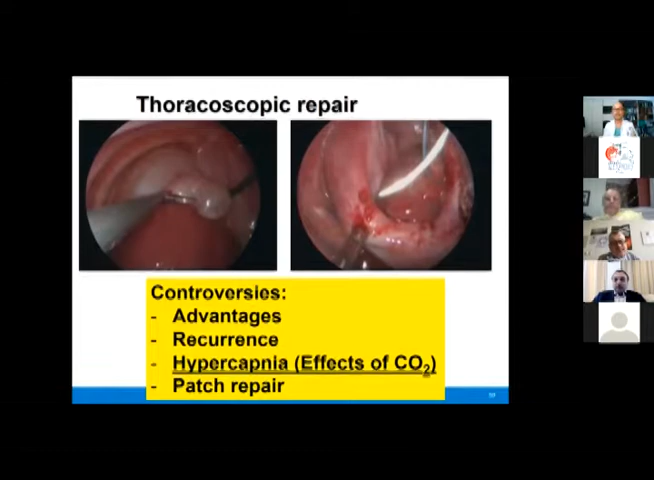 Thoracoscopic repair
Controversies:
- Advantages
- Recurrence
- Hypercapnia (Effects of CO2)
- Patch repair